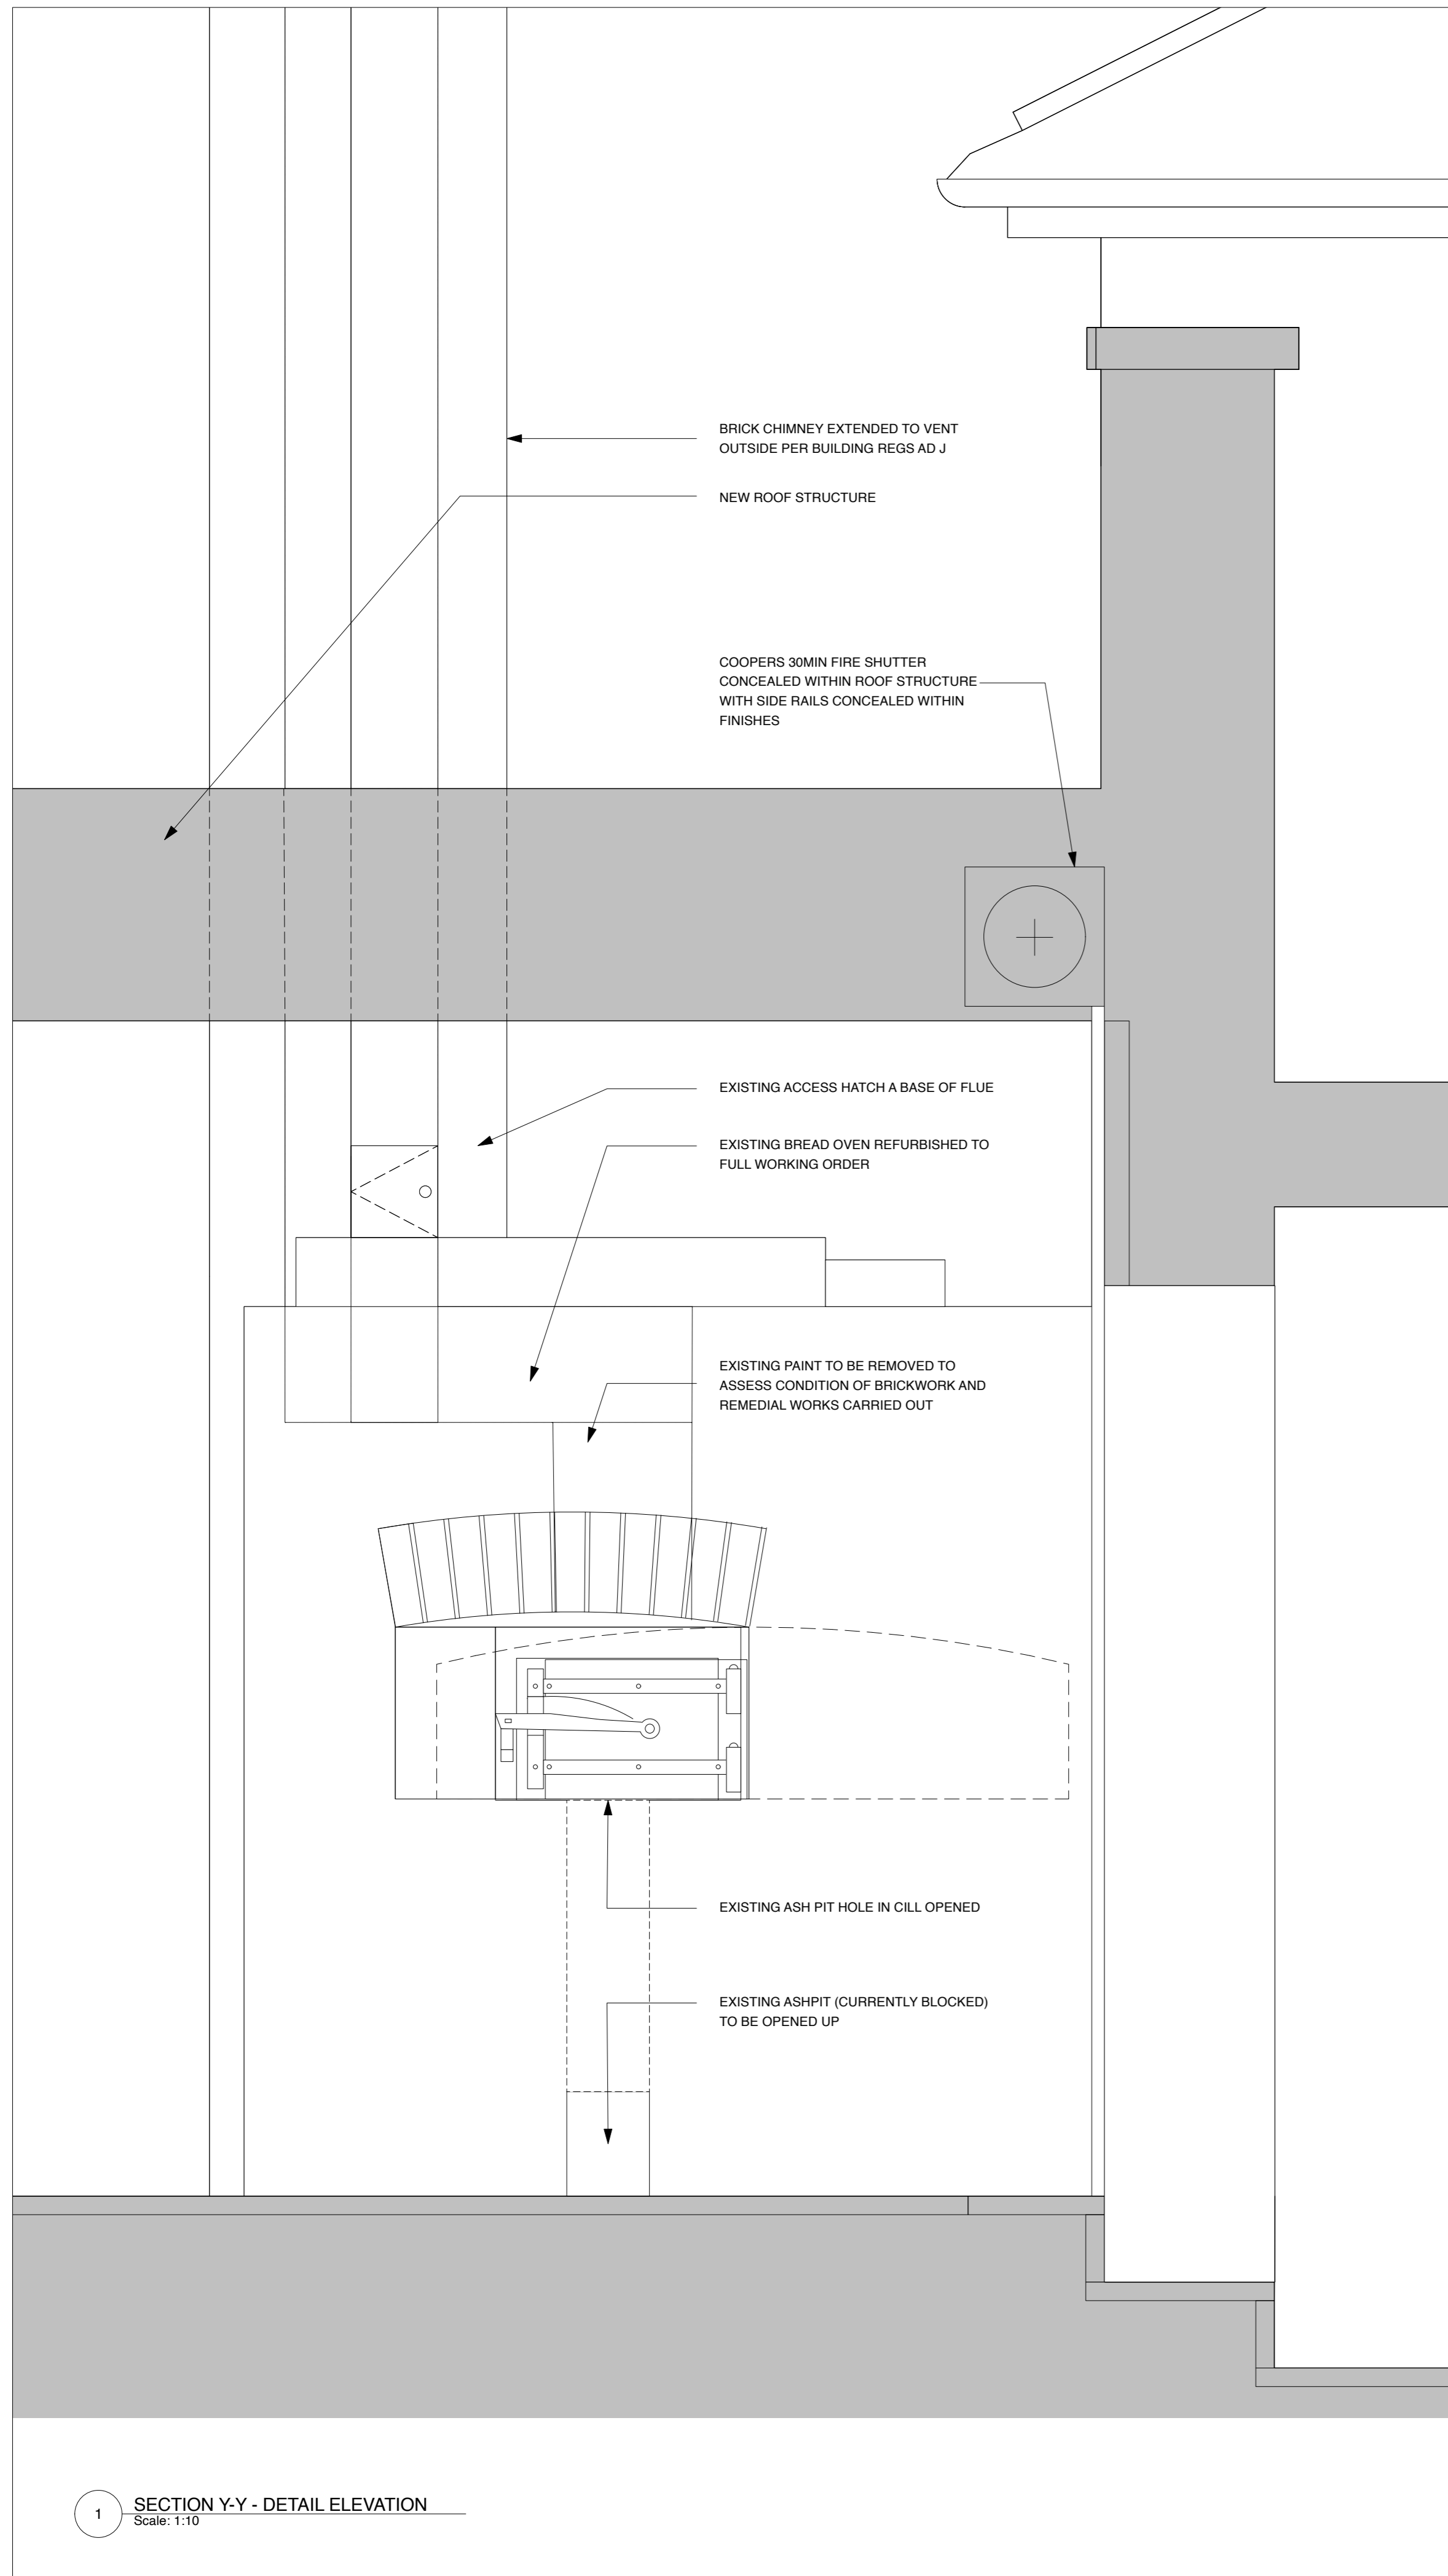 BRICK CHIMNEY EXTENDED TO VENT
OUTSIDE PER BUILDING REGS AD J
NEW ROOF STRUCTURE
COOPERS 30MIN FIRE SHUTTER
CONCEALED WITHIN ROOF STRUCTURE
WITH SIDE RAILS CONCEALED WITHIN
FINISHES
EXISTING ACCESS HATCH A BASE OF FLUE
EXISTING BREAD OVEN REFURBISHED TO
FULL WORKING ORDER
EXISTING PAINT TO BE REMOVED TO
ASSESS CONDITION OF BRICKWORK AND
REMEDIAL WORKS CARRIED OUT
EXISTING ASH PIT HOLE IN CILL OPENED
EXISTING ASHPIT (CURRENTLY BLOCKED)
TO BE OPENED UP
1
SECTION Y-Y - DETAIL ELEVATION
Scale: 1:10